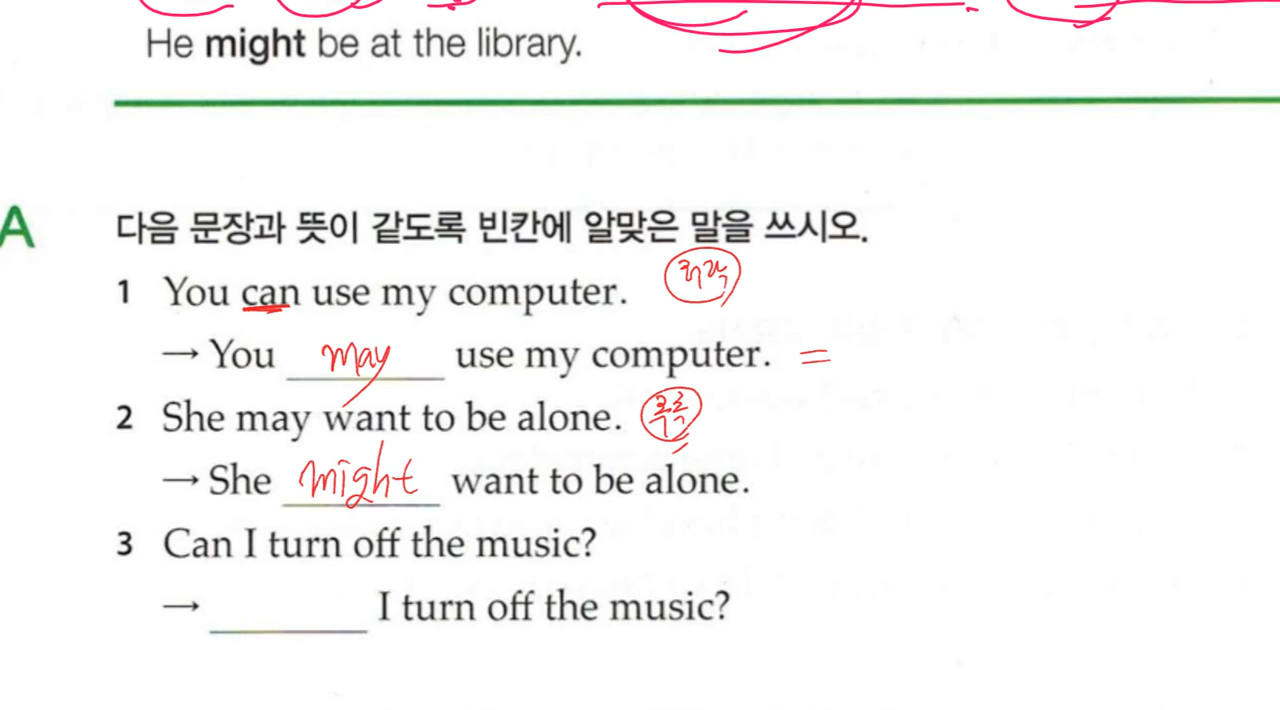 He might be at the library.
A 다음 문장과 뜻이 같도록 빈칸에 알맞은 말을 쓰시오.
1 You can use my computer. 허락
→ You may use my computer. =
2 She may want to be alone. 추측
→ She might want to be alone.
3 Can I turn off the music?
→ ________ I turn off the music?